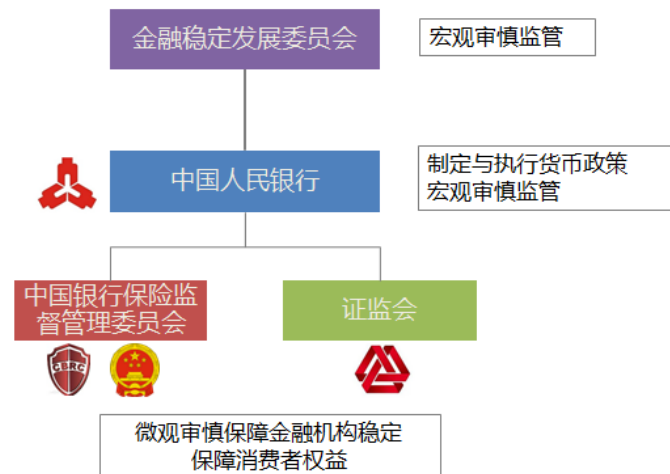 金融稳定发展委员会
宏观审慎监管
中国人民银行
制定与执行货币政策
宏观审慎监管
中国银行保险监
督管理委员会
证监会
CBRC
微观审慎保障金融机构稳定
保障消费者权益